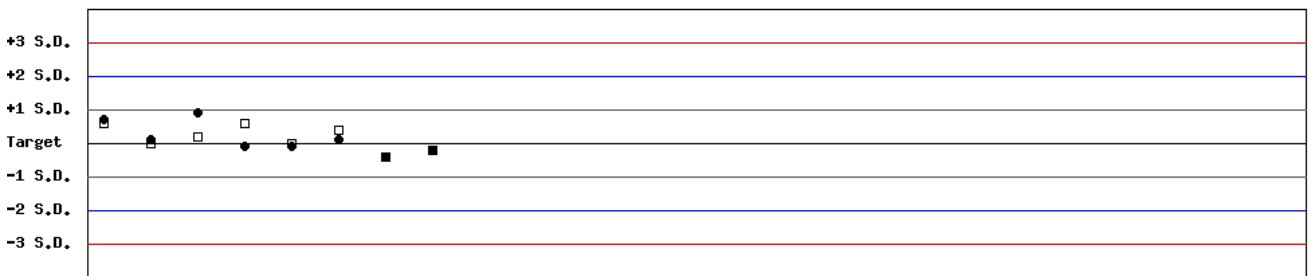 +3 S.D.
+2 S.D.
+1 S.D.
Target
-1 S.D.
-2 S.D.
-3 S.D.